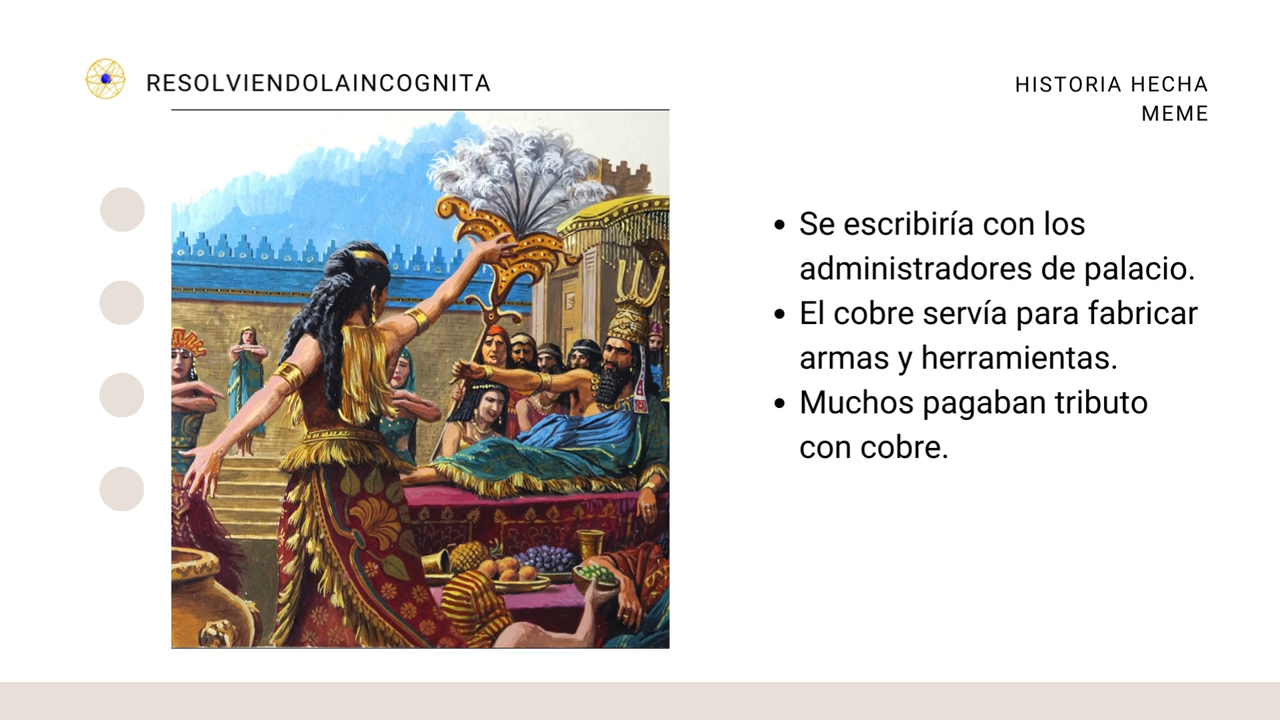 RESOLVIENDOLAINCOGNITA
HISTORIA HECHA
MEME
• Se escribiría con los
administradores de palacio.
• El cobre servía para fabricar
armas y herramientas.
• Muchos pagaban tributo
con cobre.